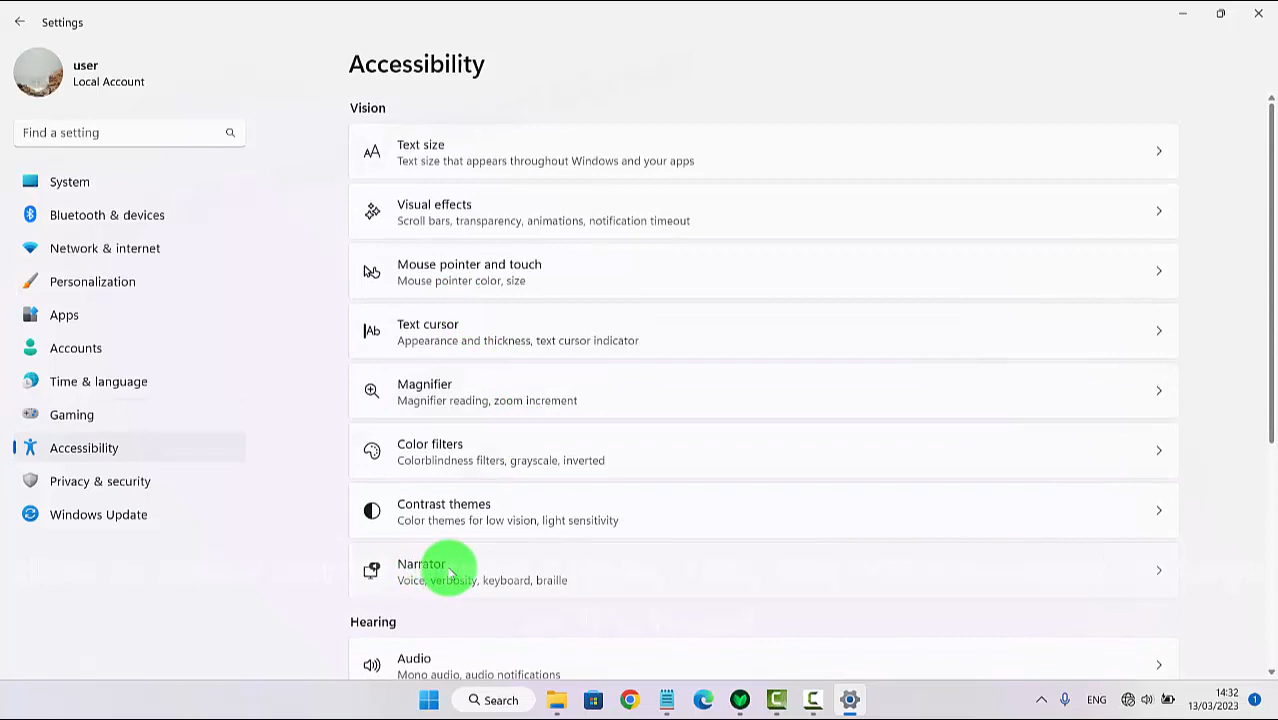 Settings
user
Local Account
Find a setting
System
Bluetooth & devices
Network & internet
Personalization
Apps
Accounts
Time & language
Gaming
Accessibility
Privacy & security
Windows Update
Accessibility
Vision
Text size
Text size that appears throughout Windows and your apps
Visual effects
Scroll bars, transparency, animations, notification timeout
Mouse pointer and touch
Mouse pointer color, size
Text cursor
Appearance and thickness, text cursor indicator
Magnifier
Magnifier reading, zoom increment
Color filters
Colorblindness filters, grayscale, inverted
Contrast themes
Color themes for low vision, light sensitivity
Narrator
Voice, verbosity, keyboard, braille
Hearing
Audio
Mono audio, audio notifications
Search
ENG
14:32
13/03/2023
1